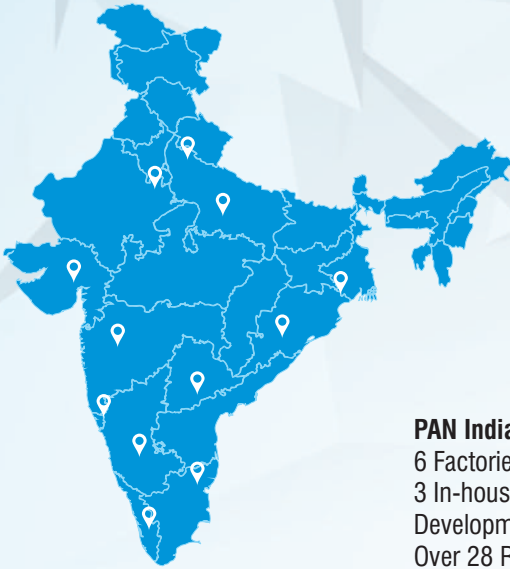 PAN India
6 Factorie
3 In-hous
Developm
Over 28 R